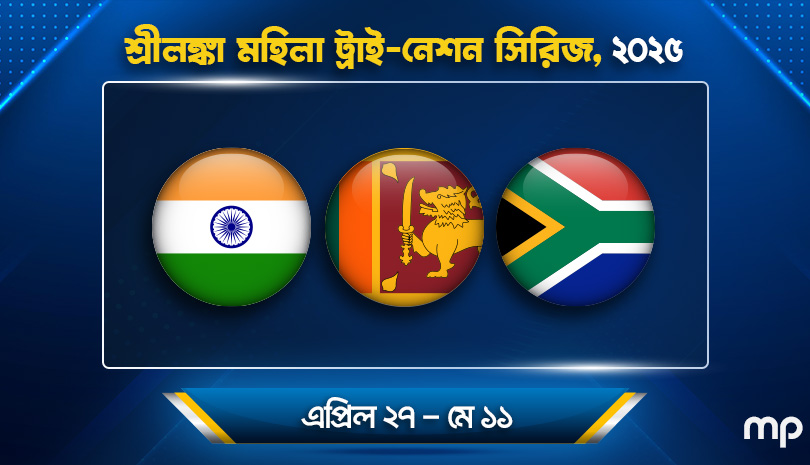 শ্রীলঙ্কা মহিলা ট্রাই-নেশন সিরিজ, ২০২৫
এপ্রিল ২৭ – মে ১১
mp